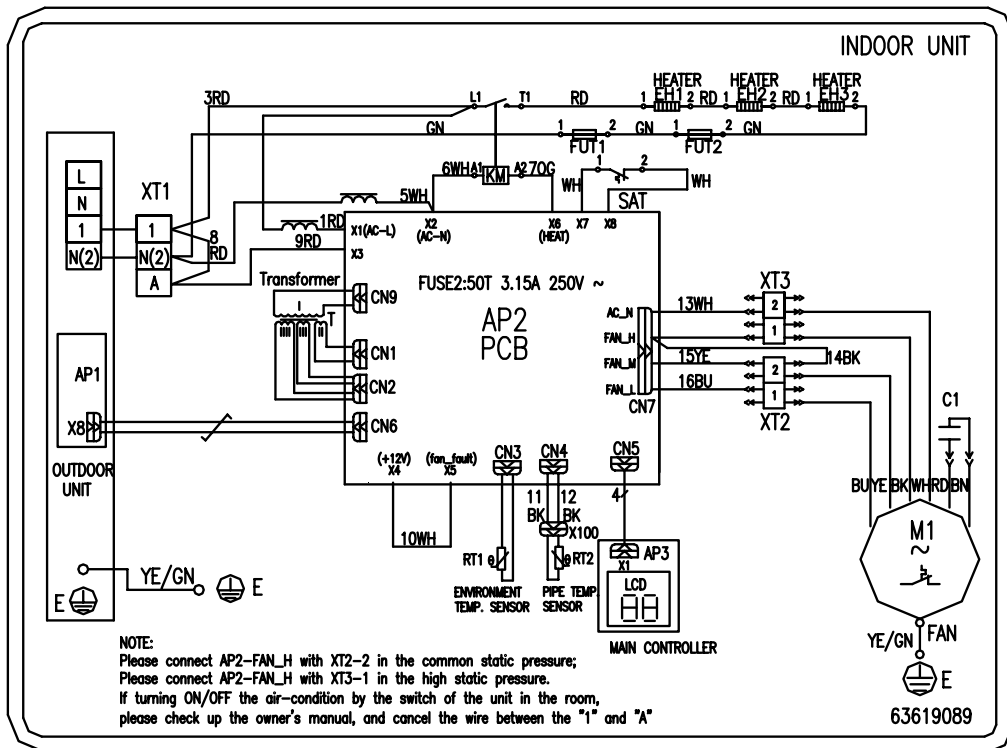 INDOOR UNIT
HEATER HEATER HEATER
3RD L1 T1 RD 1 EH1 2 RD 1 EH2 2 RD 1 EH3 2
GN 1 2 GN 1 2 GN
FUT1 FUT2
6WH A1 KM A2 7OG 1 2
WH WH
SAT
L
N
1
N(2)
XT1
1
N(2)
A
8
RD
5WH
1RD
9RD
X1(AC-L)
X2
(AC-N)
X6
(HEAT)
X7 X8
X3
Transformer
I
T
IIII III II
CN9
CN1
CN2
CN6
FUSE2:50T 3.15A 250V ~
AP2
PCB
AC_N
FAN_H
FAN_M
FAN_L
CN7
13WH
15YE
16BU
14BK
XT3
2
1
2
1
XT2
C1
AP1
X8
OUTDOOR
UNIT
(+12V)
X4
(fan_fault)
X5
10WH
CN3 CN4 CN5
11 12
BK BK
X100
4
RT1 θ
θ RT2
ENVIRONMENT
TEMP. SENSOR
PIPE TEMP.
SENSOR
AP3
X1
LCD
88
MAIN CONTROLLER
BU YE BK WH RD BN
M1
~
FAN
YE/GN
E
YE/GN
E
E
NOTE:
Please connect AP2-FAN_H with XT2-2 in the common static pressure;
Please connect AP2-FAN_H with XT3-1 in the high static pressure.
If turning ON/OFF the air-condition by the switch of the unit in the room,
please check up the owner's manual, and cancel the wire between the "1" and "A"
63619089